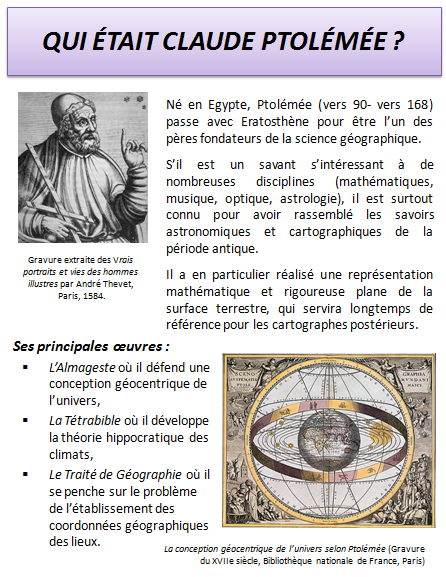 QUI ÉTAIT CLAUDE PTOLÉMÉE ?
Né en Egypte, Ptolémée (vers 90- vers 168)
passe avec Eratosthène pour être l’un des
pères fondateurs de la science géographique.
S’il est un savant s’intéressant à de
nombreuses disciplines (mathématiques,
musique, optique, astrologie), il est surtout
connu pour avoir rassemblé les savoirs
astronomiques et cartographiques de la
période antique.
Il a en particulier réalisé une représentation
mathématique et rigoureuse plane de la
surface terrestre, qui servira longtemps de
référence pour les cartographes postérieurs.
Gravure extraite des Vrais
portraits et vies des hommes
illustres par André Thevet,
Paris, 1584.
Ses principales œuvres :
▪ L’Almageste où il défend une
conception géocentrique de
l’univers,
▪ La Tétrabible où il développe
la théorie hippocratique des
climats,
▪ Le Traité de Géographie où il
se penche sur le problème
de l’établissement des
coordonnées géographiques
des lieux.
SCENO
GRAPHIA
La conception géocentrique de l’univers selon Ptolémée (Gravure
du XVIIe siècle, Bibliothèque nationale de France, Paris)